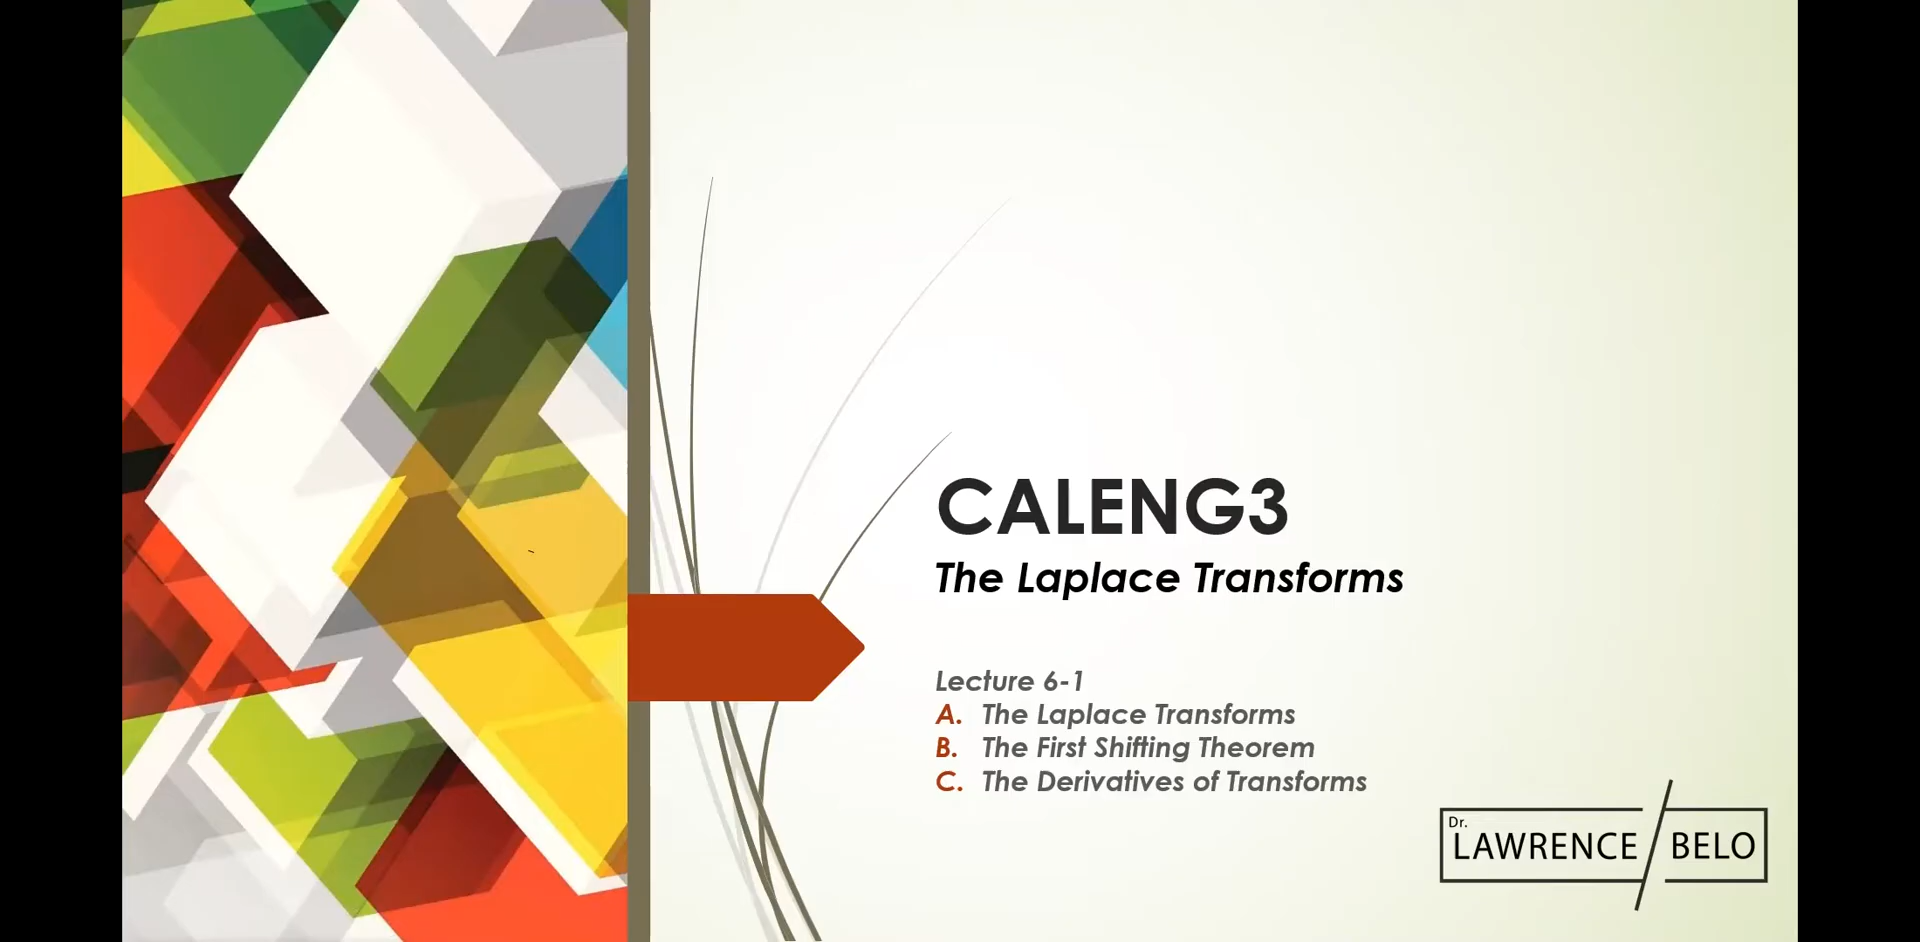 CALENG3
The Laplace Transforms
Lecture 6-1
A. The Laplace Transforms
B. The First Shifting Theorem
C. The Derivatives of Transforms
Dr.
LAWRENCE BELO